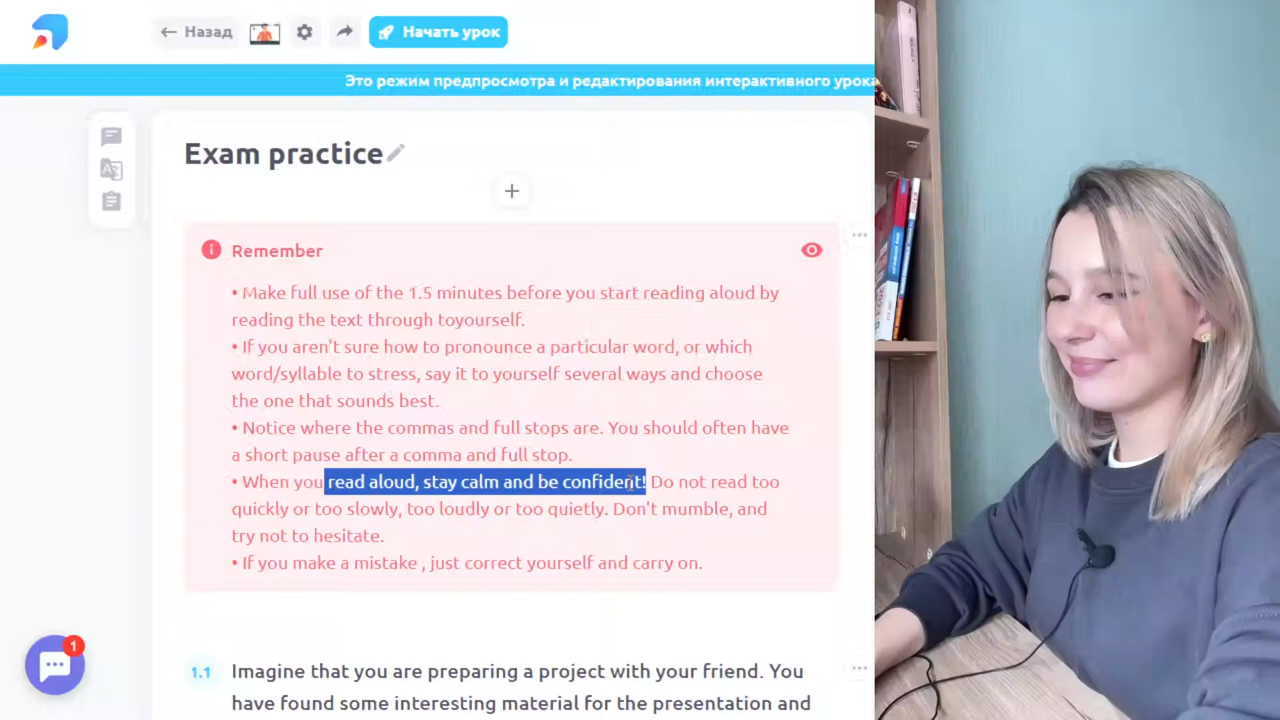 Назад
Начать урок
Это режим предпросмотра и редактирования интерактивного урока
Exam practice
Remember
• Make full use of the 1.5 minutes before you start reading aloud by
reading the text through toyourself.
• If you aren't sure how to pronounce a particular word, or which
word/syllable to stress, say it to yourself several ways and choose
the one that sounds best.
• Notice where the commas and full stops are. You should often have
a short pause after a comma and full stop.
• When you read aloud, stay calm and be confident! Do not read too
quickly or too slowly, too loudly or too quietly. Don't mumble, and
try not to hesitate.
• If you make a mistake , just correct yourself and carry on.
1
1.1 Imagine that you are preparing a project with your friend. You
have found some interesting material for the presentation and